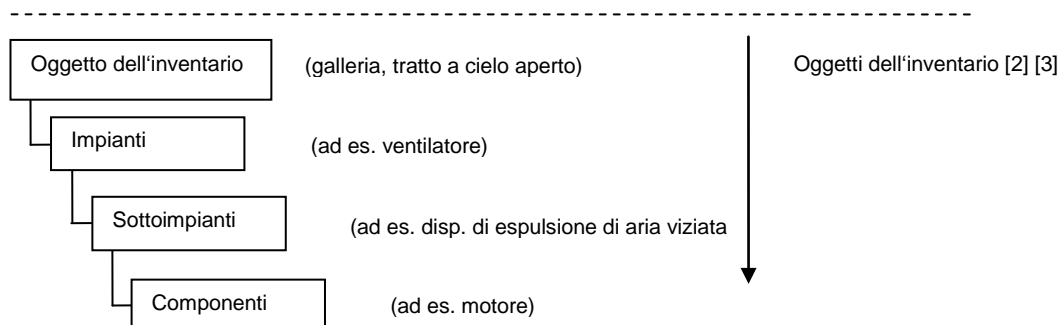 Oggetto dell‘inventario (galleria, tratto a cielo aperto) Oggetti dell‘inventario [2] [3]
Impianti (ad es. ventilatore)
Sottoimpianti (ad es. disp. di espulsione di aria viziata
Componenti (ad es. motore)